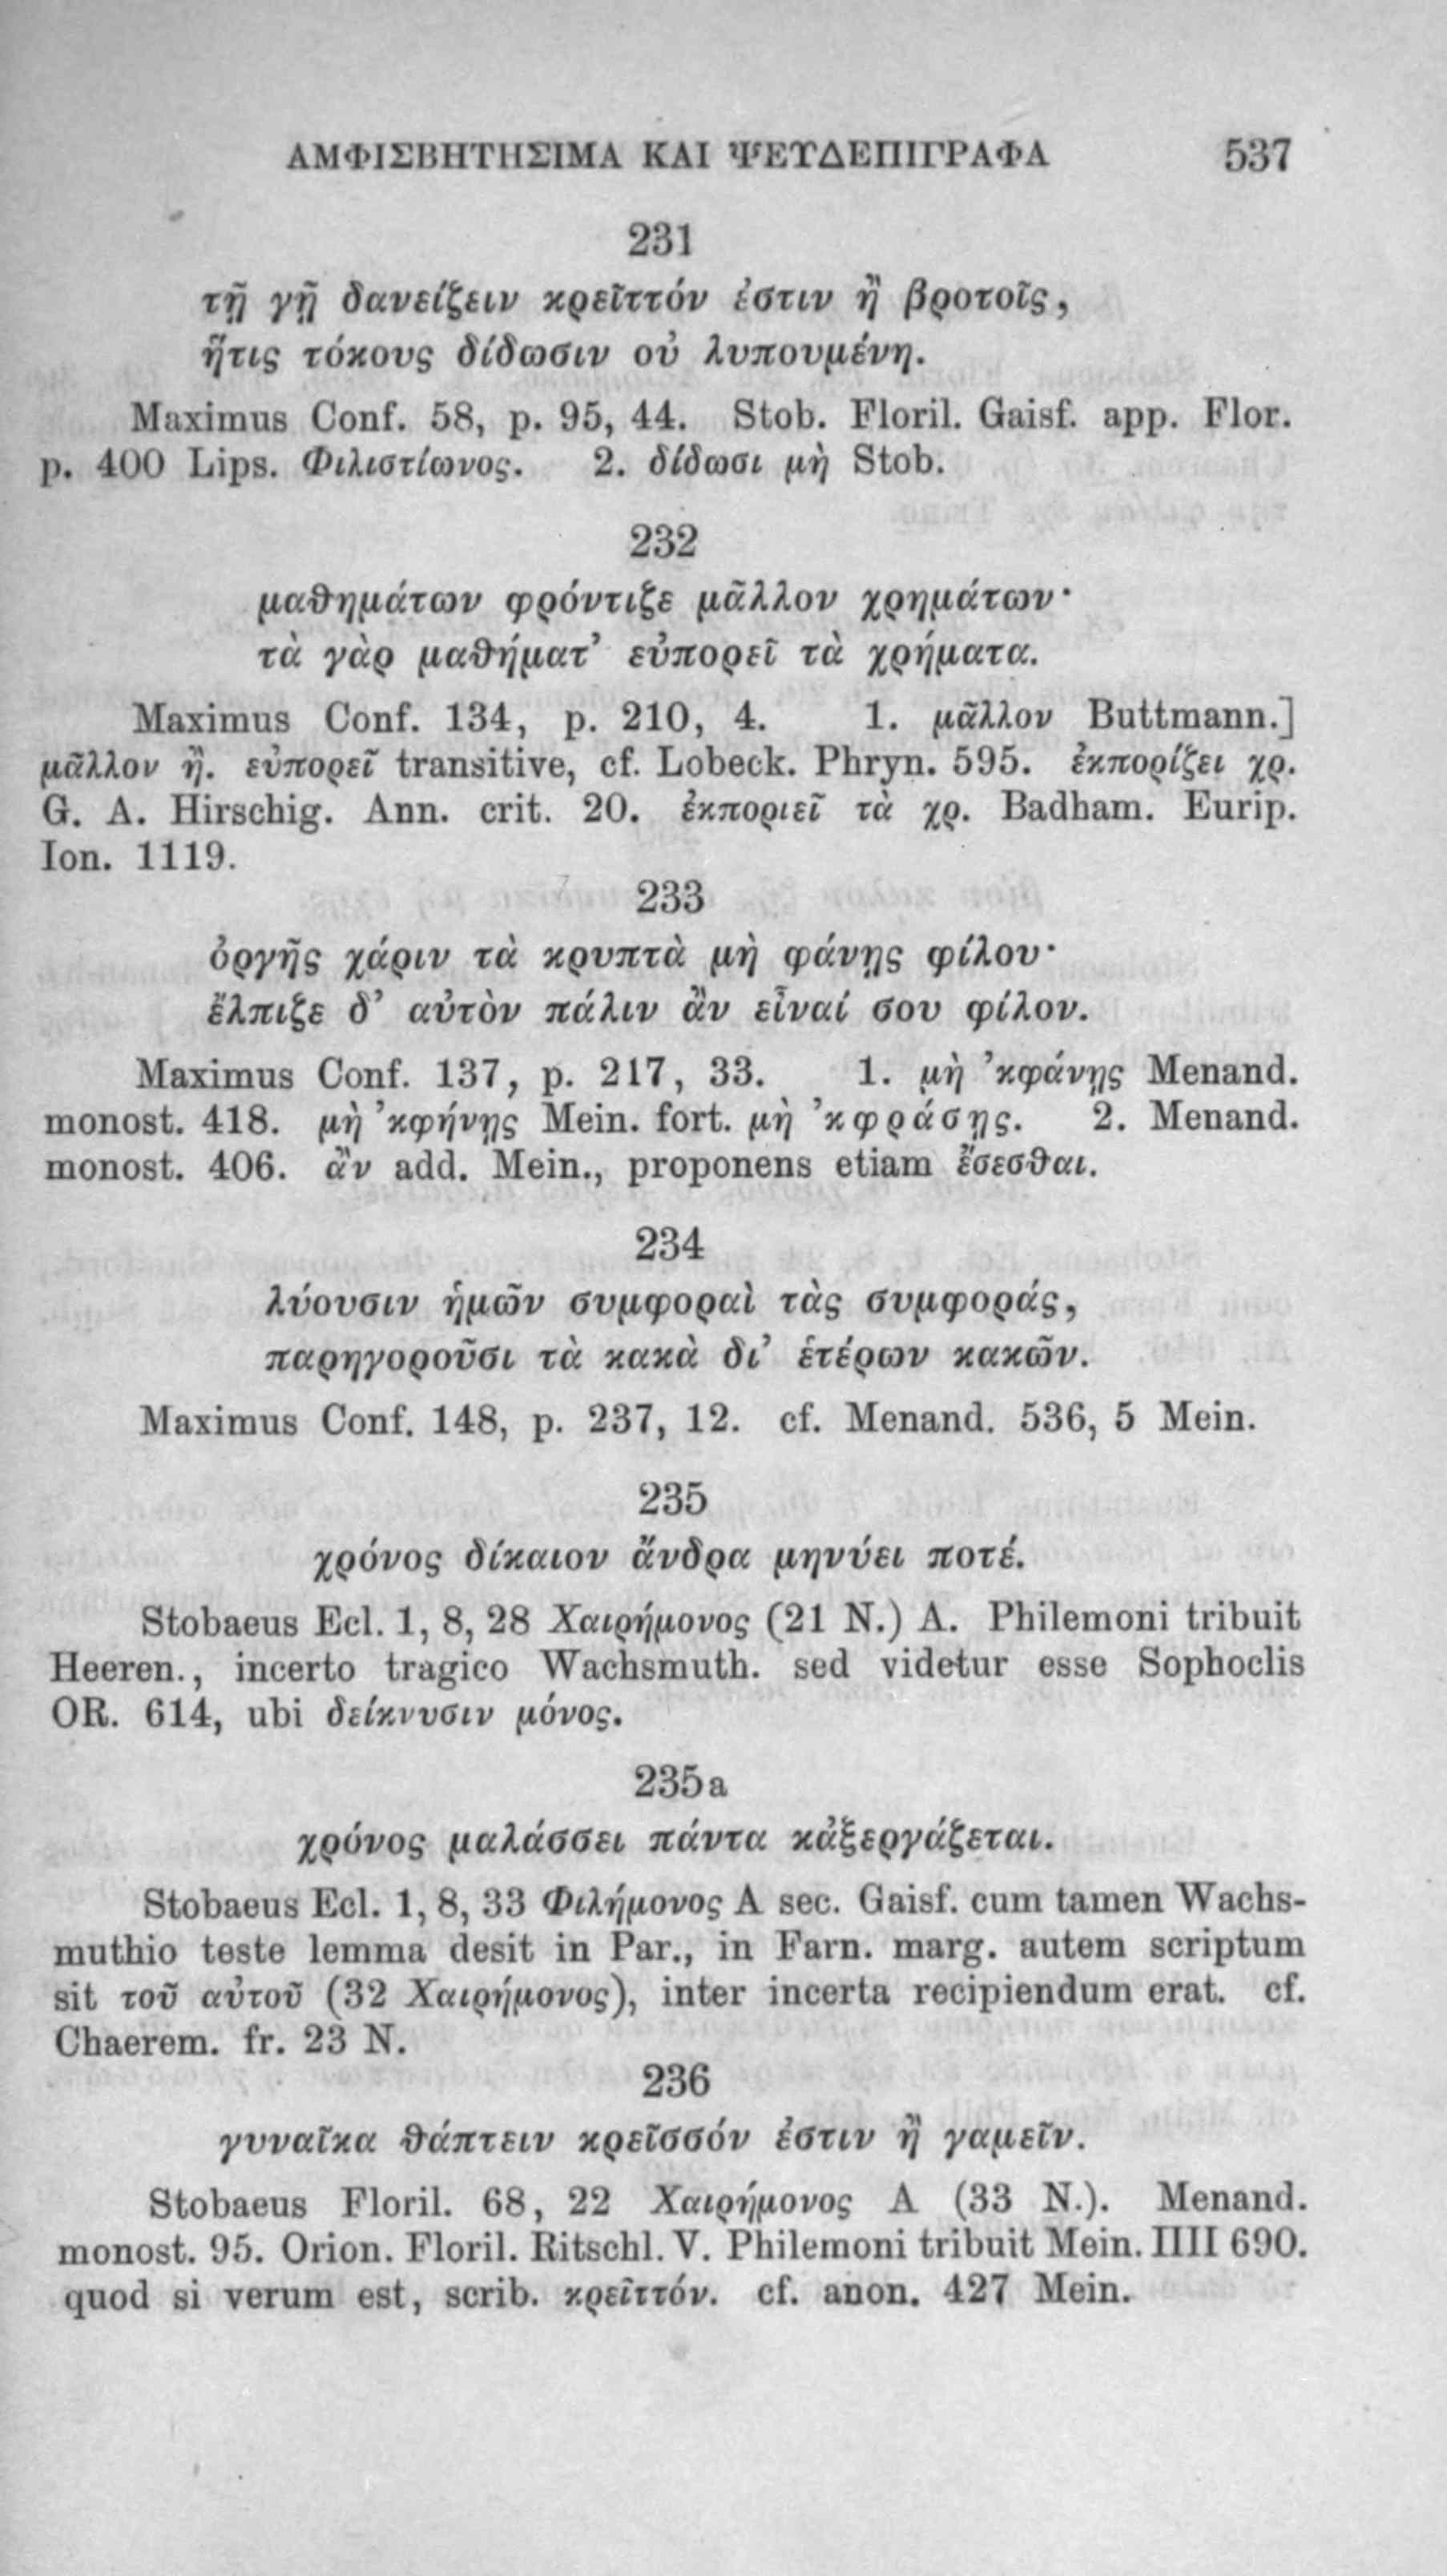 ΑΜΦΙΣΒΗΤΗΣΙΜΑ ΚΑΙ ΨΕΥΔΕΠΙΓΡΑΦΑ 537
231
τῇ γῇ δανείζειν κρεῖττόν ἐστιν ἢ βροτοῖς,
ἥτις τόκους δίδωσιν οὐ λυπουμένη.
Maximus Conf. 58, p. 95, 44. Stob. Floril. Gaisf. app. Flor.
p. 400 Lips. Φιλιστίωνος. 2. δίδωσι μὴ Stob.
232
μαθημάτων φρόντιζε μᾶλλον χρημάτων·
τὰ γὰρ μαθήματ’ εὐπορεῖ τὰ χρήματα.
Maximus Conf. 134, p. 210, 4. 1. μᾶλλον Buttmann.]
μᾶλλον ἢ. εὐπορεῖ transitive, cf. Lobeck. Phryn. 595. ἐκπορίζει χρ.
G. A. Hirschig. Ann. crit. 20. ἐκποριεῖ τὰ χρ. Badham. Eurip.
Ion. 1119.
233
ὀργῆς χάριν τὰ κρυπτὰ μὴ φάνῃς φίλου·
ἔλπιζε δ’ αὐτὸν πάλιν ἂν εἶναί σου φίλον.
Maximus Conf. 137, p. 217, 33. 1. μὴ ’κφάνῃς Menand.
monost. 418. μὴ ’κφήνῃς Mein. fort. μὴ ’κφράσῃς. 2. Menand.
monost. 406. ἂν add. Mein., proponens etiam ἔσεσθαι.
234
λύουσιν ἡμῶν συμφοραὶ τὰς συμφοράς,
παρηγοροῦσι τὰ κακὰ δι’ ἑτέρων κακῶν.
Maximus Conf. 148, p. 237, 12. cf. Menand. 536, 5 Mein.
235
χρόνος δίκαιον ἄνδρα μηνύει ποτέ.
Stobaeus Ecl. 1, 8, 28 Χαιρήμονος (21 N.) A. Philemoni tribuit
Heeren., incerto tragico Wachsmuth. sed videtur esse Sophoclis
OR. 614, ubi δείκνυσιν μόνος.
235a
χρόνος μαλάσσει πάντα κἀξεργάζεται.
Stobaeus Ecl. 1, 8, 33 Φιλήμονος A sec. Gaisf. cum tamen Wachs-
muthio teste lemma desit in Par., in Farn. marg. autem scriptum
sit τοῦ αὐτοῦ (32 Χαιρήμονος), inter incerta recipiendum erat. cf.
Chaerem. fr. 23 N.
236
γυναῖκα θάπτειν κρεῖσσόν ἐστιν ἢ γαμεῖν.
Stobaeus Floril. 68, 22 Χαιρήμονος A (33 N.). Menand.
monost. 95. Orion. Floril. Ritschl. V. Philemoni tribuit Mein. IIII 690.
quod si verum est, scrib. κρεῖττόν. cf. anon. 427 Mein.